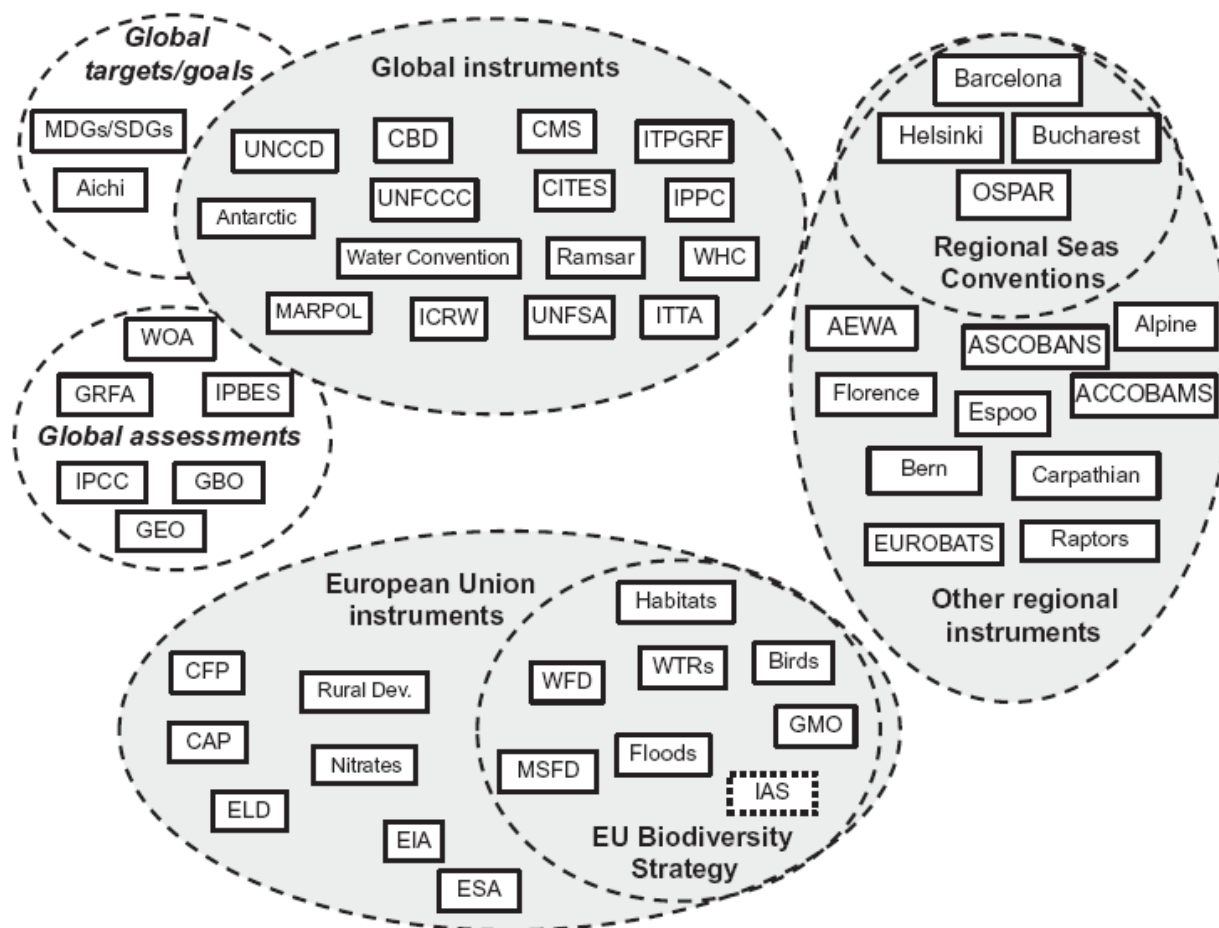 Global
targets/goals
MDGs/SDGs
Aichi
Global instruments
UNCCD
CBD
CMS
ITPGRF
Antarctic
UNFCCC
CITES
IPPC
Water Convention
Ramsar
WHC
MARPOL
ICRW
UNFSA
ITTA
WOA
GRFA
IPBES
Global assessments
IPCC
GBO
GEO
Barcelona
Helsinki
Bucharest
OSPAR
Regional Seas
Conventions
AEWA
ASCOBANS
Alpine
Florence
Espoo
ACCOBAMS
Bern
Carpathian
EUROBATS
Raptors
Other regional
instruments
European Union
instruments
CFP
Rural Dev.
CAP
Nitrates
ELD
EIA
ESA
Habitats
WFD
WTRs
Birds
GMO
MSFD
Floods
IAS
EU Biodiversity
Strategy